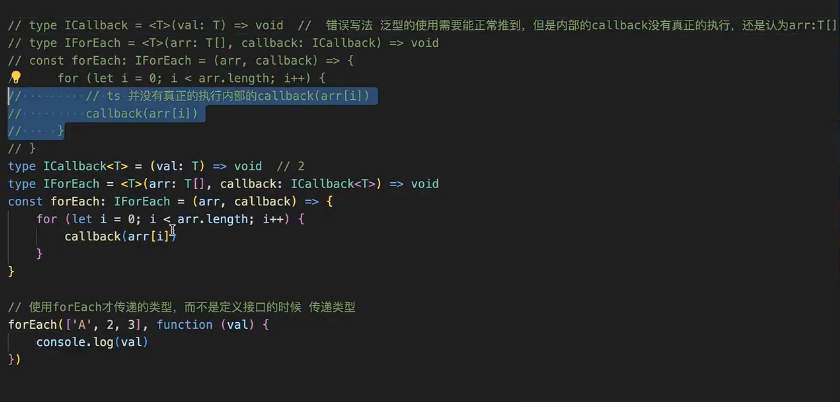 // type ICallback = <T>(val: T) => void  //  错误写法 泛型的使用需要能正常推到，但是内部的callback没有真正的执行，还是认为arr:T[]
// type IForEach = <T>(arr: T[], callback: ICallback) => void
// const forEach: IForEach = (arr, callback) => {
      for (let i = 0; i < arr.length; i++) {
//         // ts 并没有真正的执行内部的callback(arr[i])
//         callback(arr[i])
//     }
// }
type ICallback<T> = (val: T) => void  // 2
type IForEach = <T>(arr: T[], callback: ICallback<T>) => void
const forEach: IForEach = (arr, callback) => {
    for (let i = 0; i < arr.length; i++) {
        callback(arr[i])
    }
}
// 使用forEach才传递的类型，而不是定义接口的时候 传递类型
forEach(['A', 2, 3], function (val) {
    console.log(val)
})